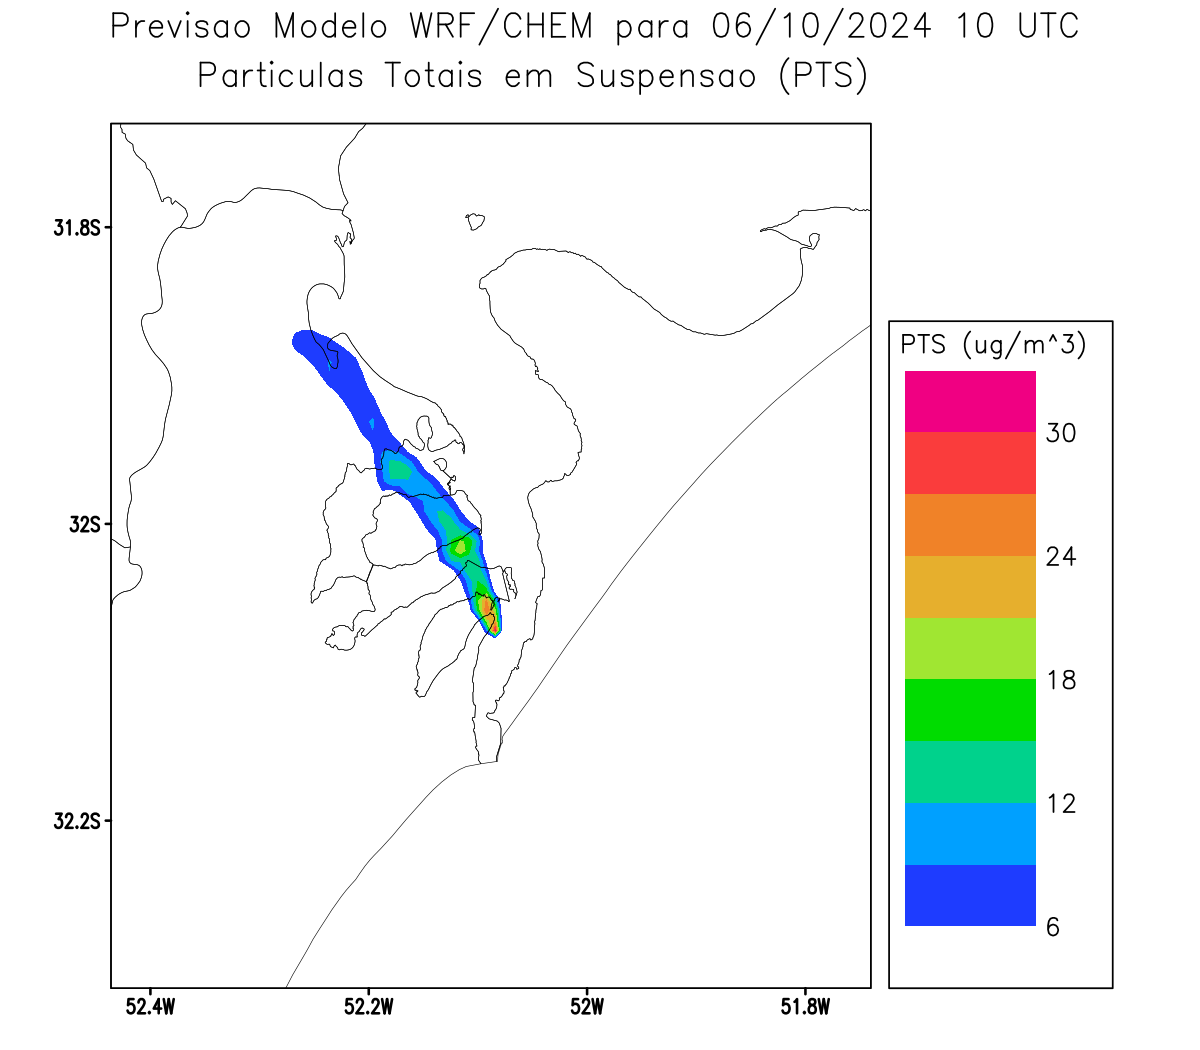 Previsao Modelo WRF/CHEM para 06/10/2024 10 UTC
Particulas Totais em Suspensao (PTS)
31.8S
32S
32.2S
52.4W
52.2W
52W
51.8W
PTS (ug/m^3)
30
24
18
12
6